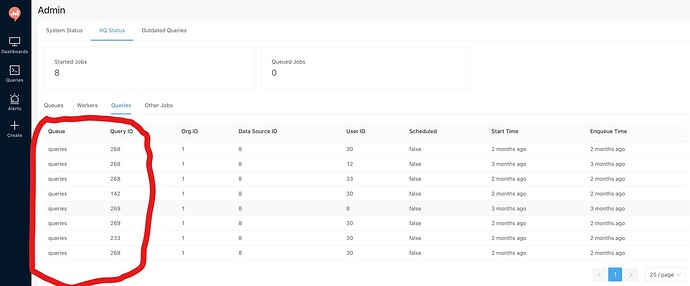 Admin
System Status RQ Status Outdated Queries
Started Jobs Queued Jobs
8 0
Queues Workers Queries Other Jobs
Queue Query ID Org ID Data Source ID User ID Scheduled Start Time Enqueue Time
queries 268 1 8 30 false 2 months ago 2 months ago
queries 268 1 8 12 false 3 months ago 3 months ago
queries 268 1 8 33 false 2 months ago 2 months ago
queries 142 1 8 30 false 2 months ago 2 months ago
queries 269 1 8 8 false 3 months ago 3 months ago
queries 269 1 8 30 false 2 months ago 2 months ago
queries 233 1 8 30 false 2 months ago 2 months ago
queries 268 1 8 30 false 2 months ago 2 months ago
1 25 / page
Dashboards
Queries
Alerts
Create